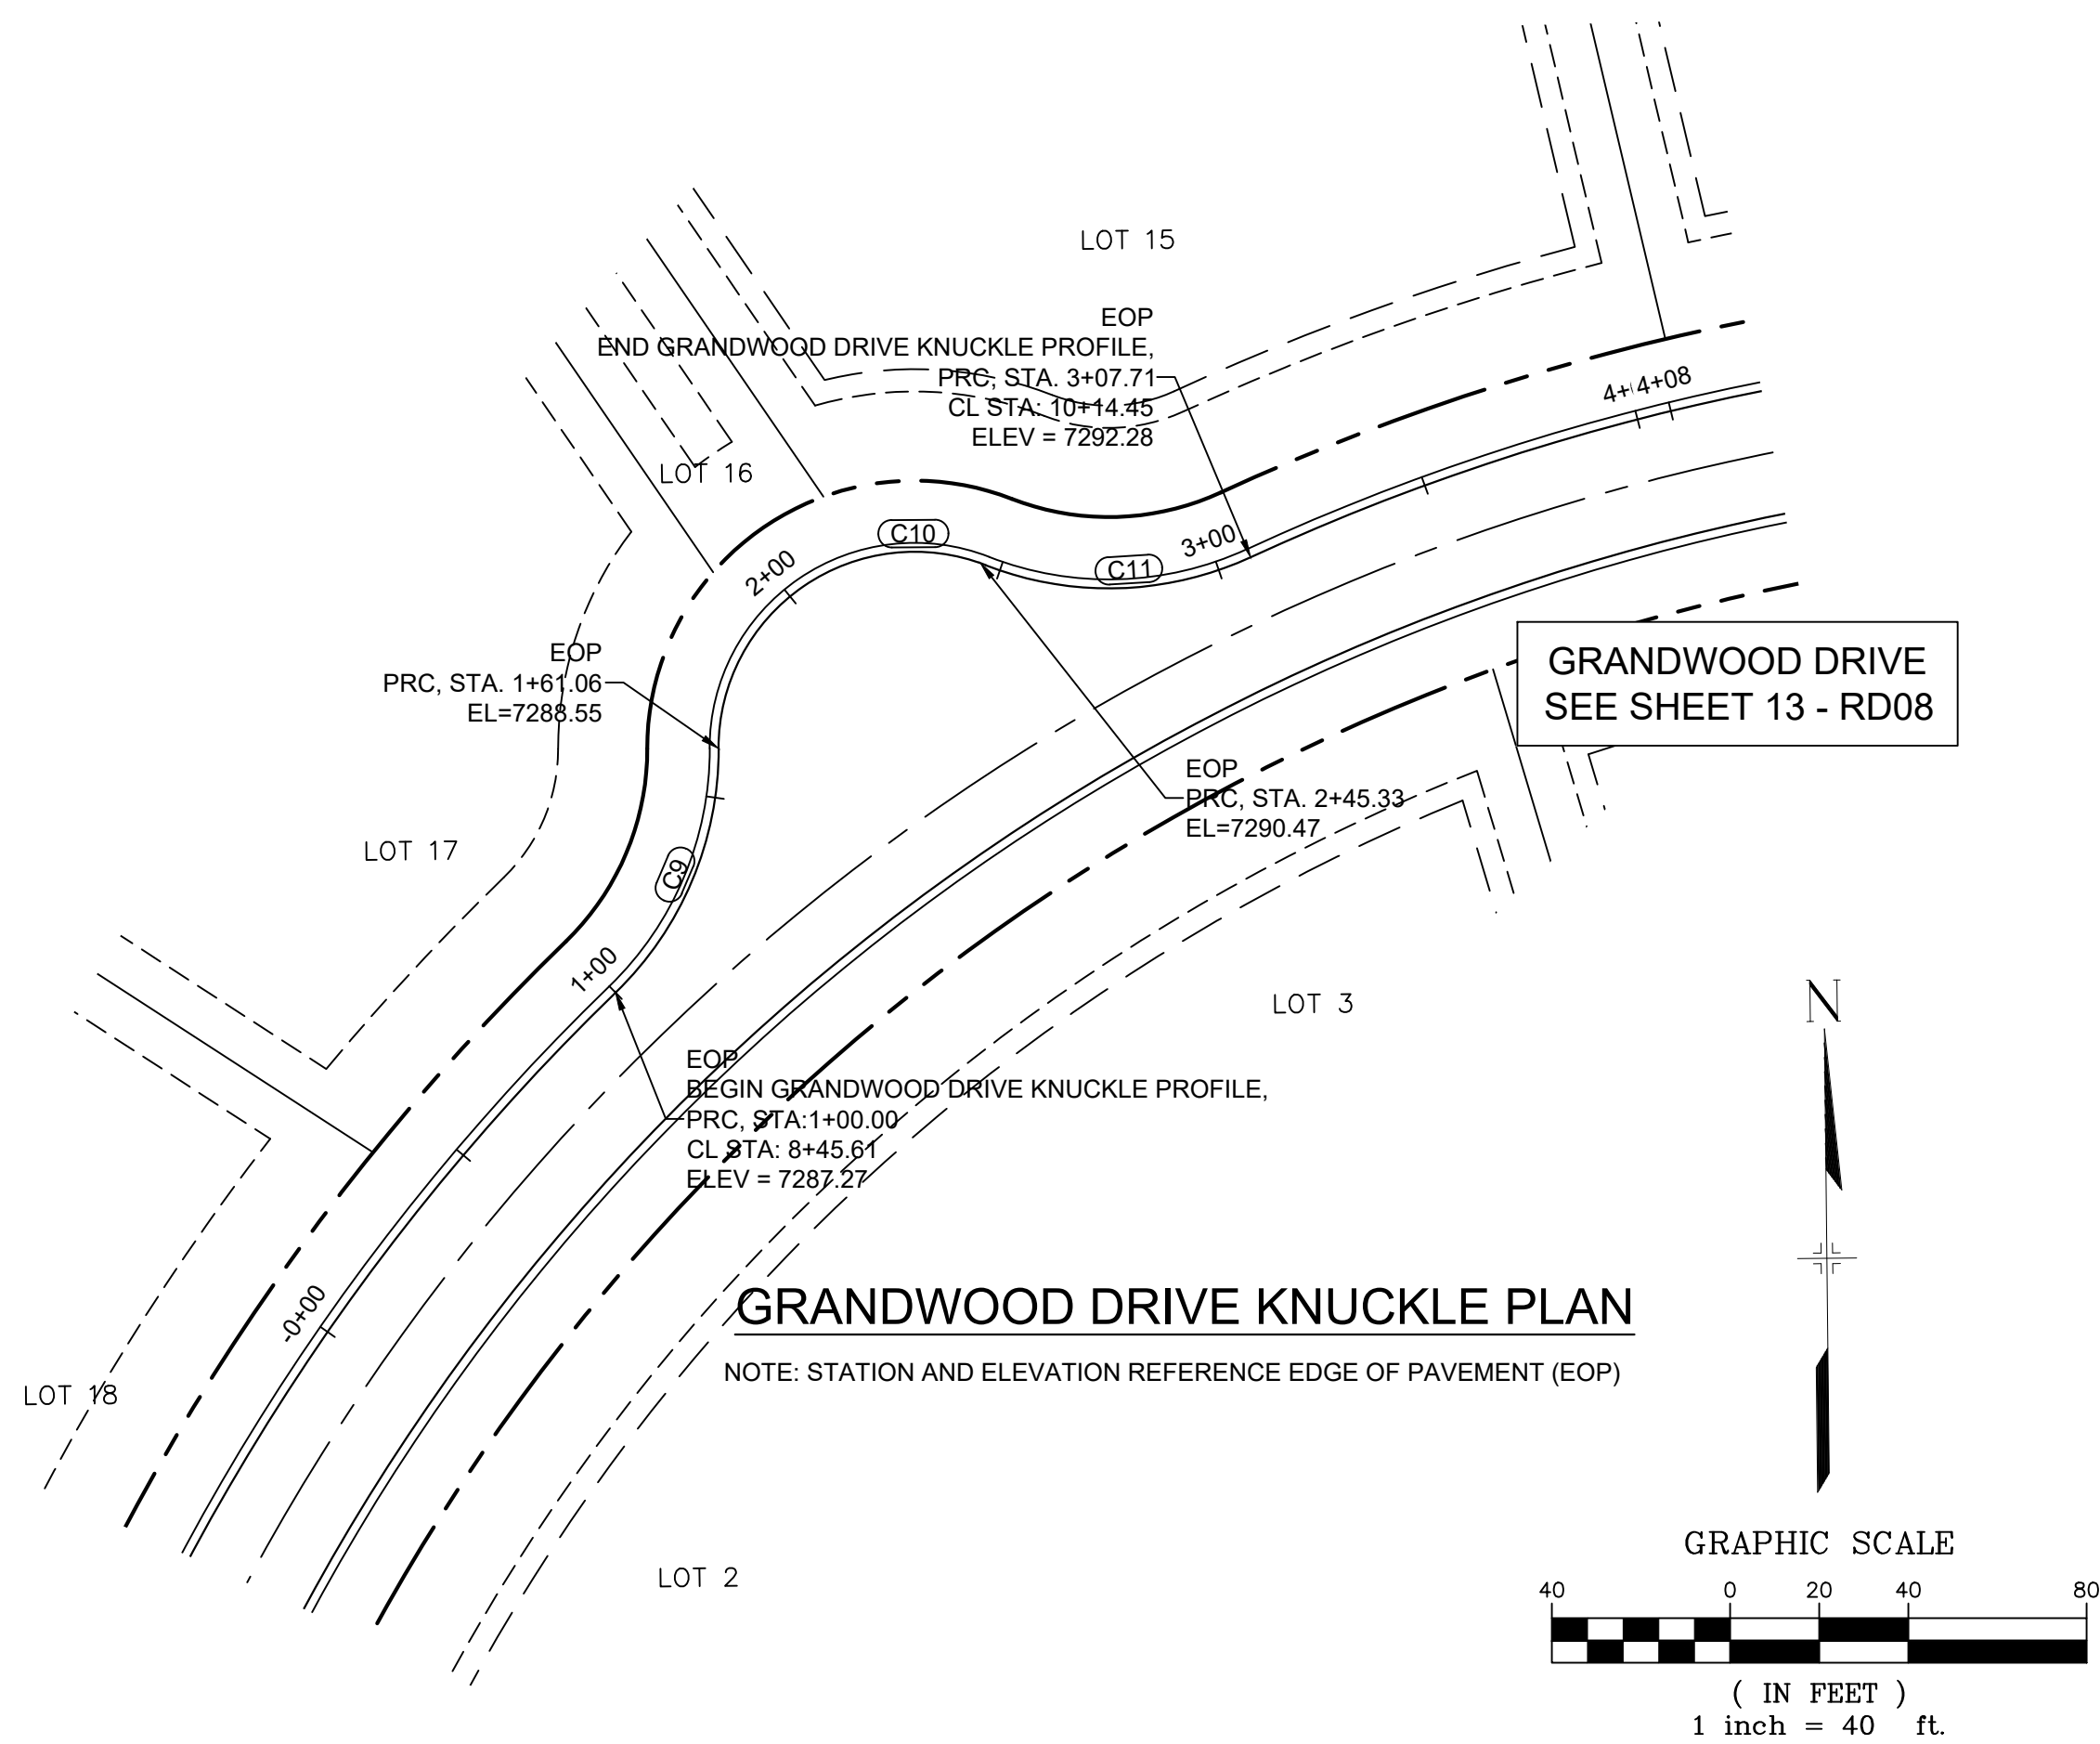 LOT 15
EOP
END GRANDWOOD DRIVE KNUCKLE PROFILE,
PRC, STA. 3+07.71
CL STA: 10+14.45
ELEV = 7292.28
4+08
LOT 16
C10
3+00
C11
2+00
EOP
PRC, STA. 1+61.06
EL=7288.55
GRANDWOOD DRIVE
SEE SHEET 13 - RD08
EOP
PRC, STA. 2+45.33
EL=7290.47
LOT 17
C9
1+00
LOT 3
N
EOP
BEGIN GRANDWOOD DRIVE KNUCKLE PROFILE,
PRC, STA:1+00.00
CL STA: 8+45.61
ELEV = 7287.27
-0+00
GRANDWOOD DRIVE KNUCKLE PLAN
NOTE: STATION AND ELEVATION REFERENCE EDGE OF PAVEMENT (EOP)
LOT 18
LOT 2
GRAPHIC SCALE
40 0 20 40 80
( IN FEET )
1 inch = 40 ft.